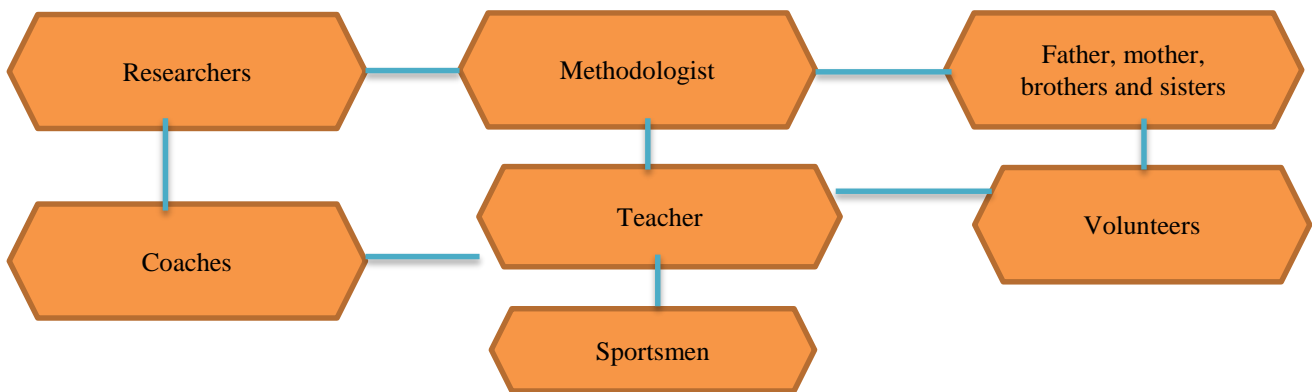 Researchers
Methodologist
Father, mother,
brothers and sisters
Coaches
Teacher
Volunteers
Sportsmen